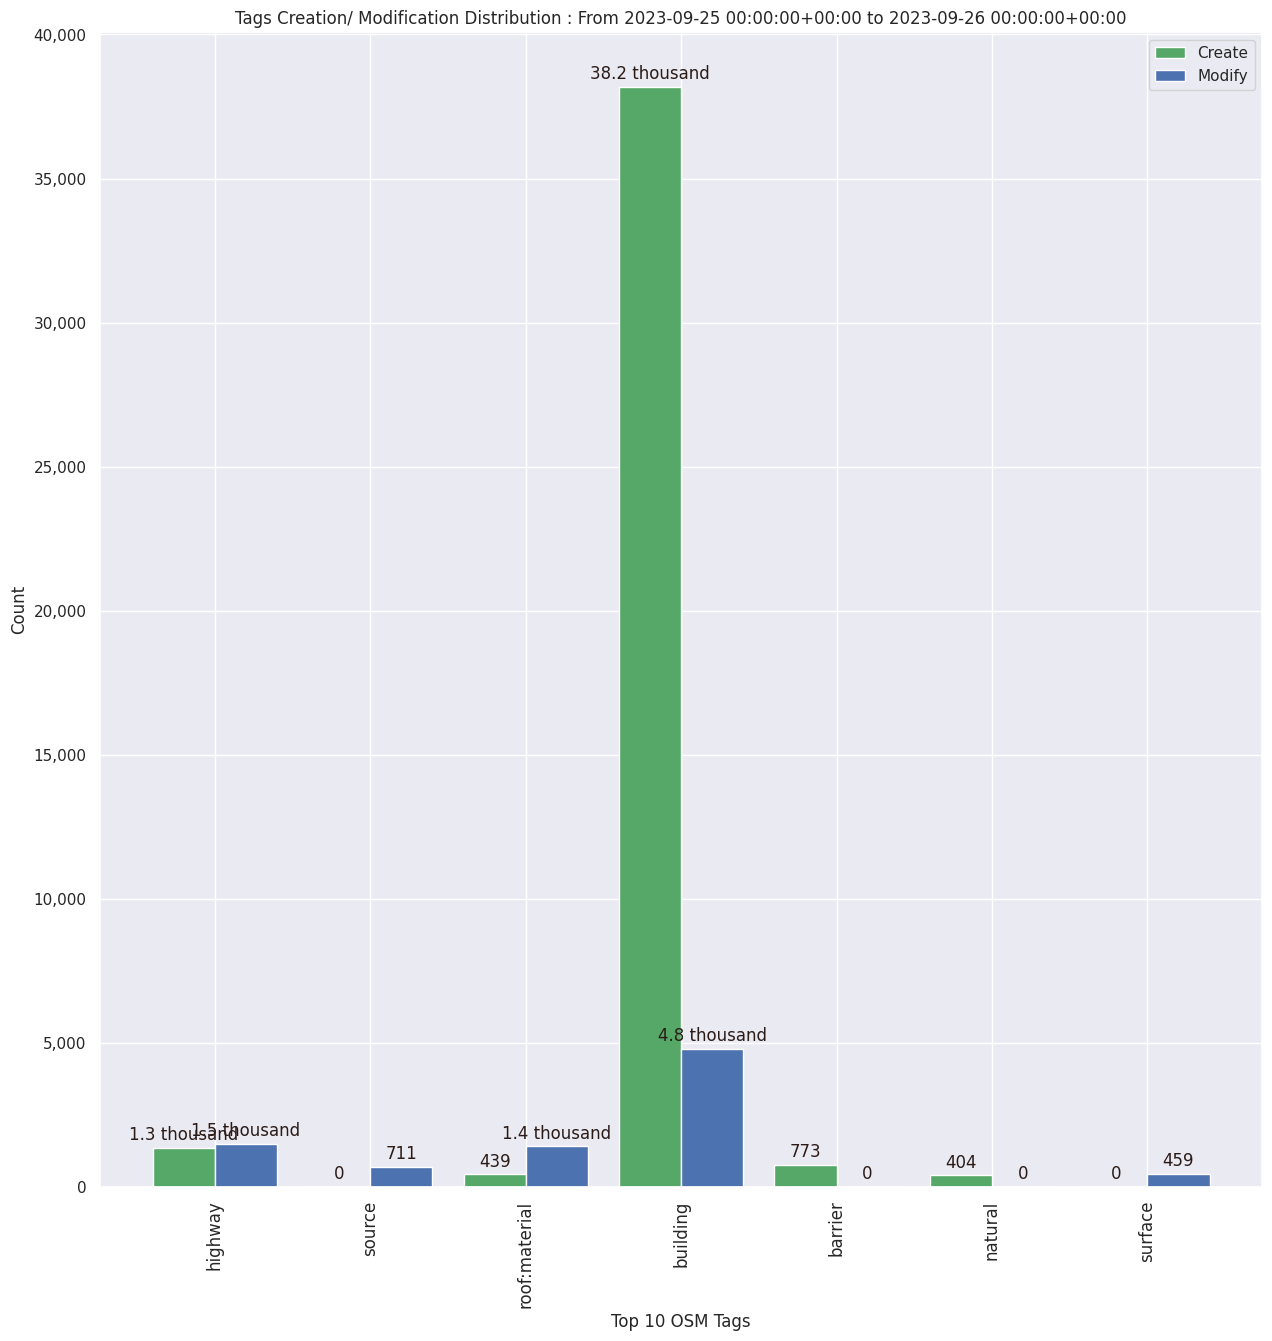 Tags Creation/ Modification Distribution : From 2023-09-25 00:00:00+00:00 to 2023-09-26 00:00:00+00:00
Create
Modify
40,000
35,000
30,000
25,000
20,000
15,000
10,000
5,000
0
Count
1.3 thousand
1.5 thousand
0
711
439
1.4 thousand
38.2 thousand
4.8 thousand
773
0
404
0
0
459
highway
source
roof:material
building
barrier
natural
surface
Top 10 OSM Tags